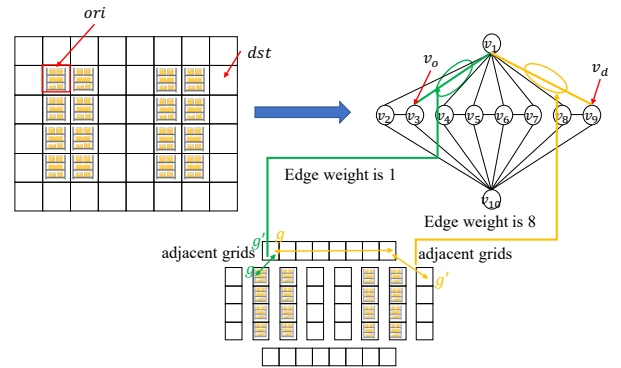 ori
dst
v₁
vₒ
v_d
v₂
v₃
v₄
v₅
v₆
v₇
v₈
v₉
v₁₀
Edge weight is 1
Edge weight is 8
adjacent grids
g′
g
g
adjacent grids
g′